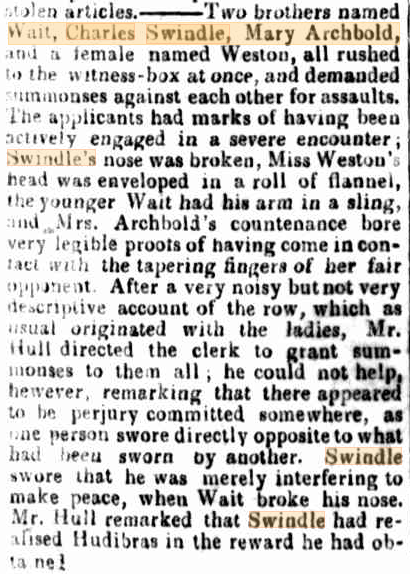 stolen articles.———Two brothers named
Wait, Charles Swindle, Mary Archbold,
and a female named Weston, all rushed
to the witness-box at once, and demanded
summonses against each other for assaults.
The applicants had marks of having been
actively engaged in a severe encounter;
Swindle's nose was broken, Miss Weston's
head was enveloped in a roll of flannel,
the younger Wait had his arm in a sling,
and Mrs. Archbold's countenance bore
very legible proofs of having come in con-
tact with the tapering fingers of her fair
opponent. After a very noisy but not very
descriptive account of the row, which as
usual originated with the ladies, Mr.
Hull directed the clerk to grant sum-
monses to them all; he could not help,
however, remarking that there appeared
to be perjury committed somewhere, as
one person swore directly opposite to what
had been sworn by another. Swindle
swore that he was merely interfering to
make peace, when Wait broke his nose.
Mr. Hull remarked that Swindle had re-
alised Hudibras in the reward he had ob-
tained